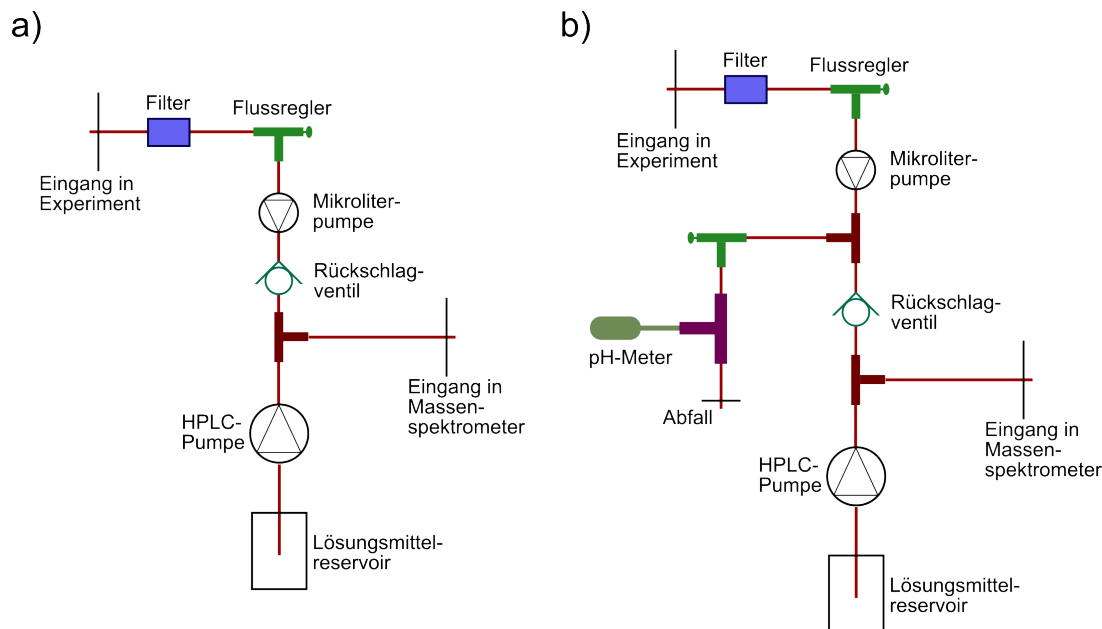 a)
Filter
Flussregler
Eingang in
Experiment
Mikroliter-
pumpe
Rückschlag-
ventil
Eingang in
Massen-
spektrometer
HPLC-
Pumpe
Lösungsmittel-
reservoir
b)
Filter
Flussregler
Eingang in
Experiment
Mikroliter-
pumpe
Rückschlag-
ventil
pH-Meter
Abfall
Eingang in
Massen-
spektrometer
HPLC-
Pumpe
Lösungsmittel-
reservoir